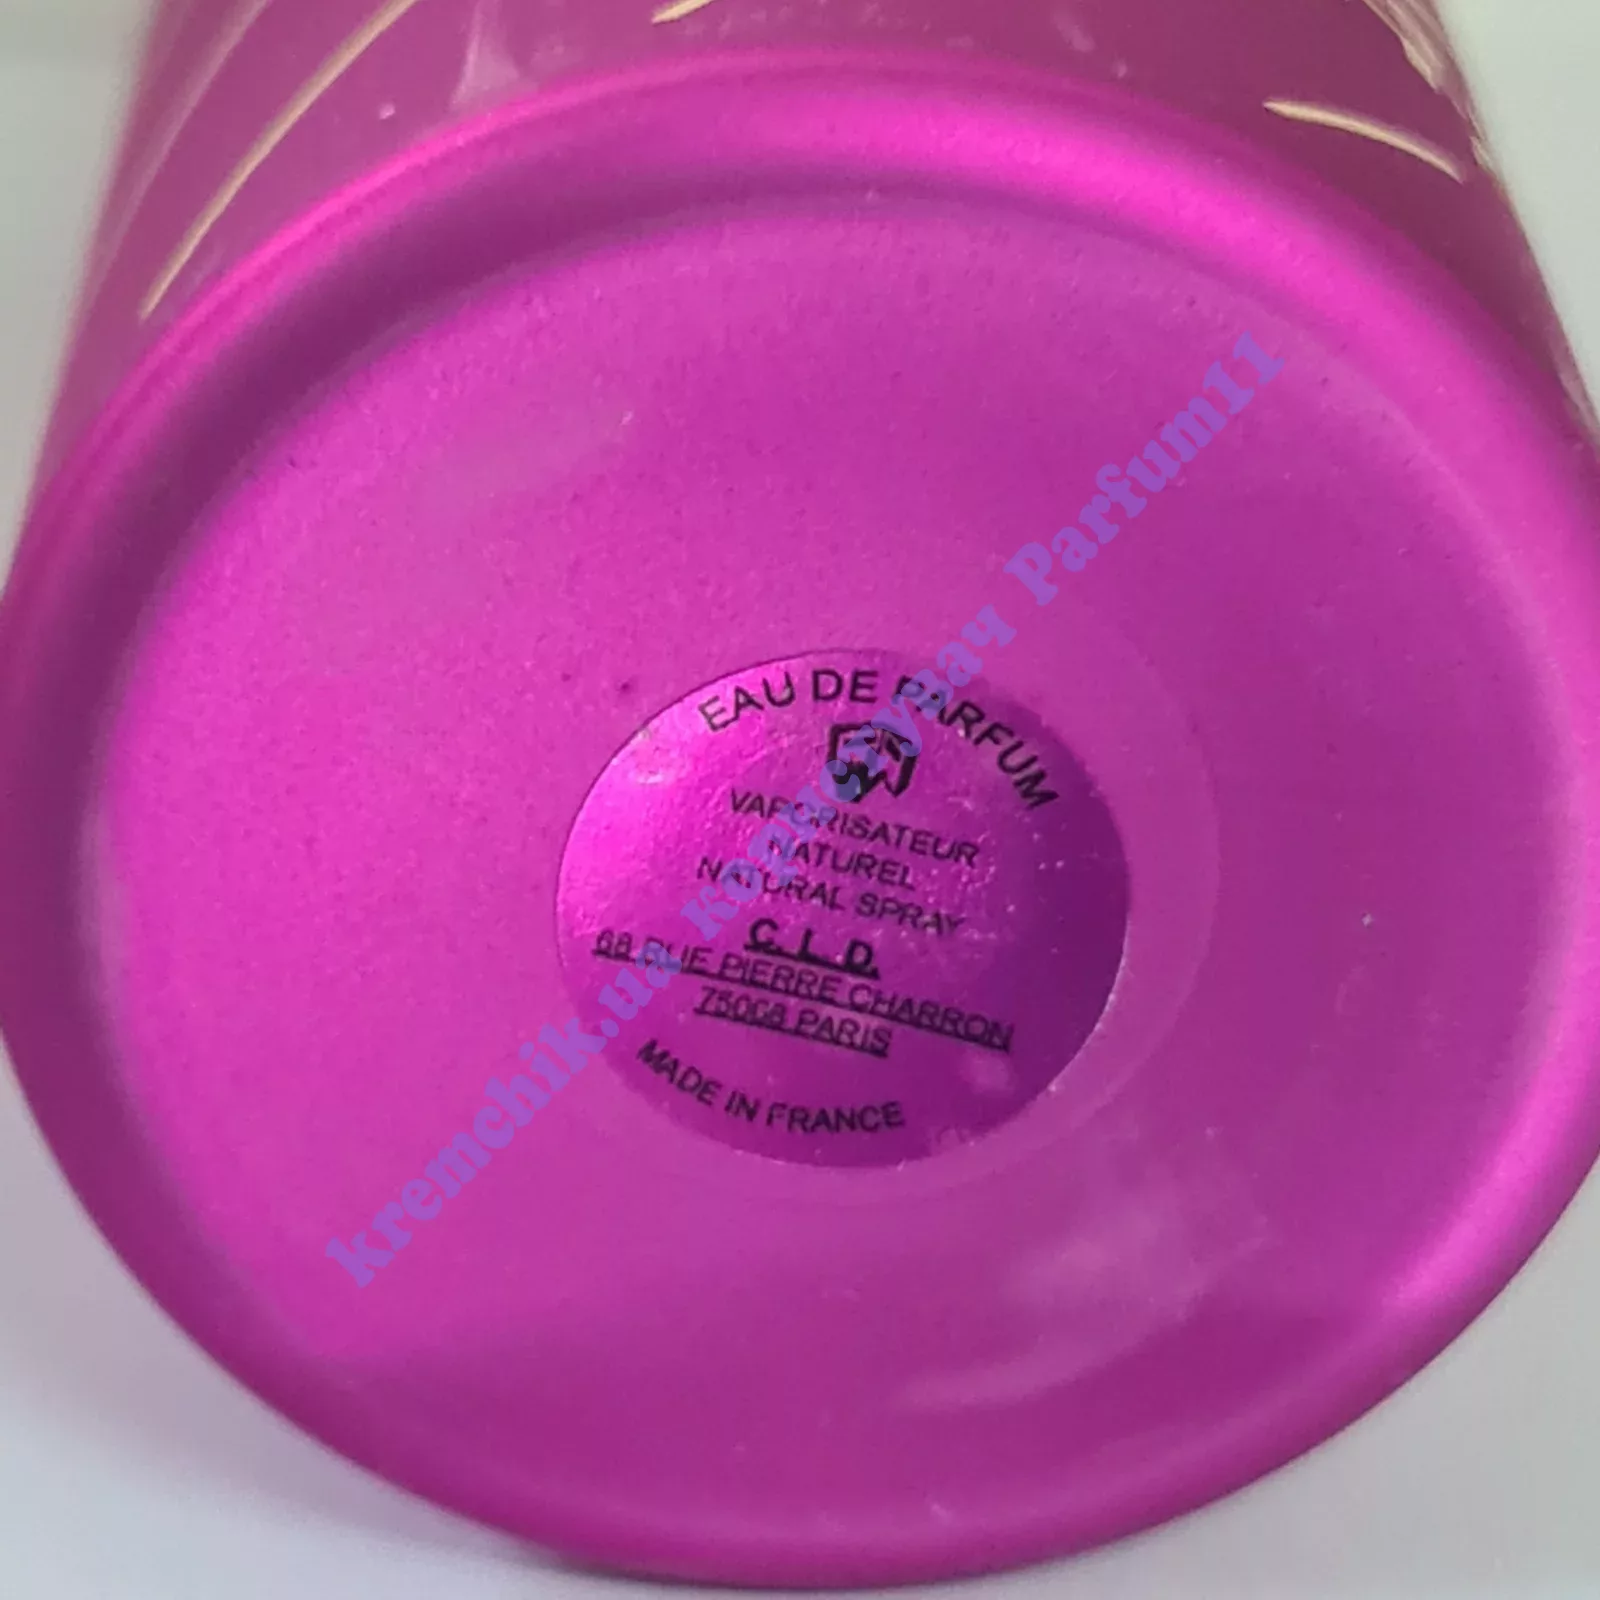 EAU DE PARFUM
VAPORISATEUR
NATUREL
NATURAL SPRAY
C.L.D.
68 RUE PIERRE CHARRON
75008 PARIS
MADE IN FRANCE
kremchik.ua користувач Parfum11